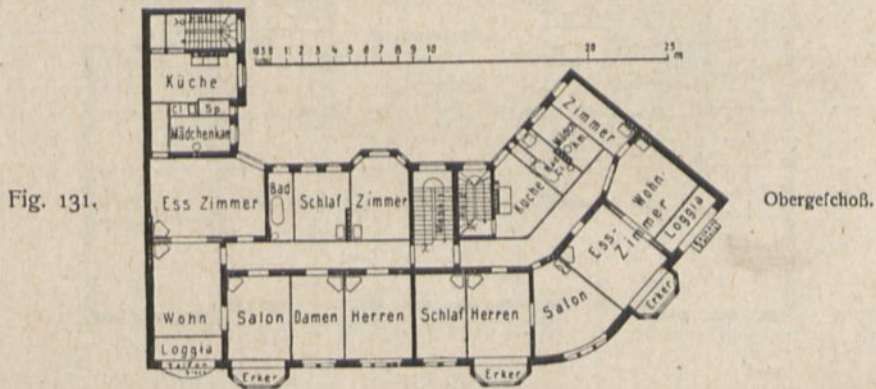 0 1 2 3 4 5 6 7 8 9 10 20 25
m
Küche
Cl. Sp.
Mädchenkam
Zimmer
Küche
Fig. 131.
Ess Zimmer
Bad
Schlaf
Zimmer
Wohn-
Zimmer
Loggia
Obergeſchoß.
Ess-
Zimmer
Erker
Wohn
Salon
Damen
Herren
Schlaf
Herren
Salon
Loggia
Erker
Erker